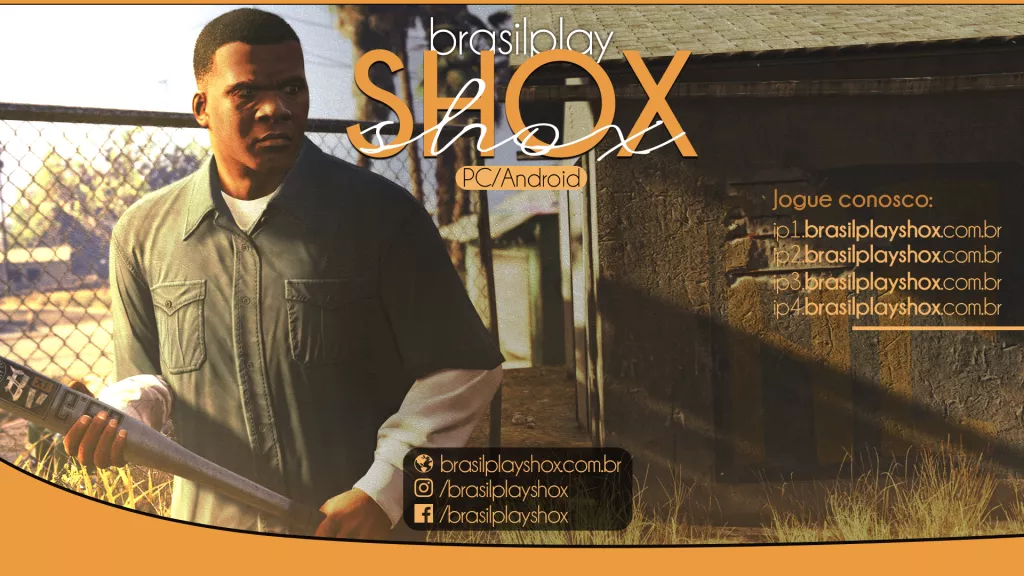 brasilplay
SHOX
shox
PC/Android
Jogue conosco:
ip1.brasilplayshox.com.br
ip2.brasilplayshox.com.br
ip3.brasilplayshox.com.br
ip4.brasilplayshox.com.br
brasilplayshox.com.br
/brasilplayshox
/brasilplayshox